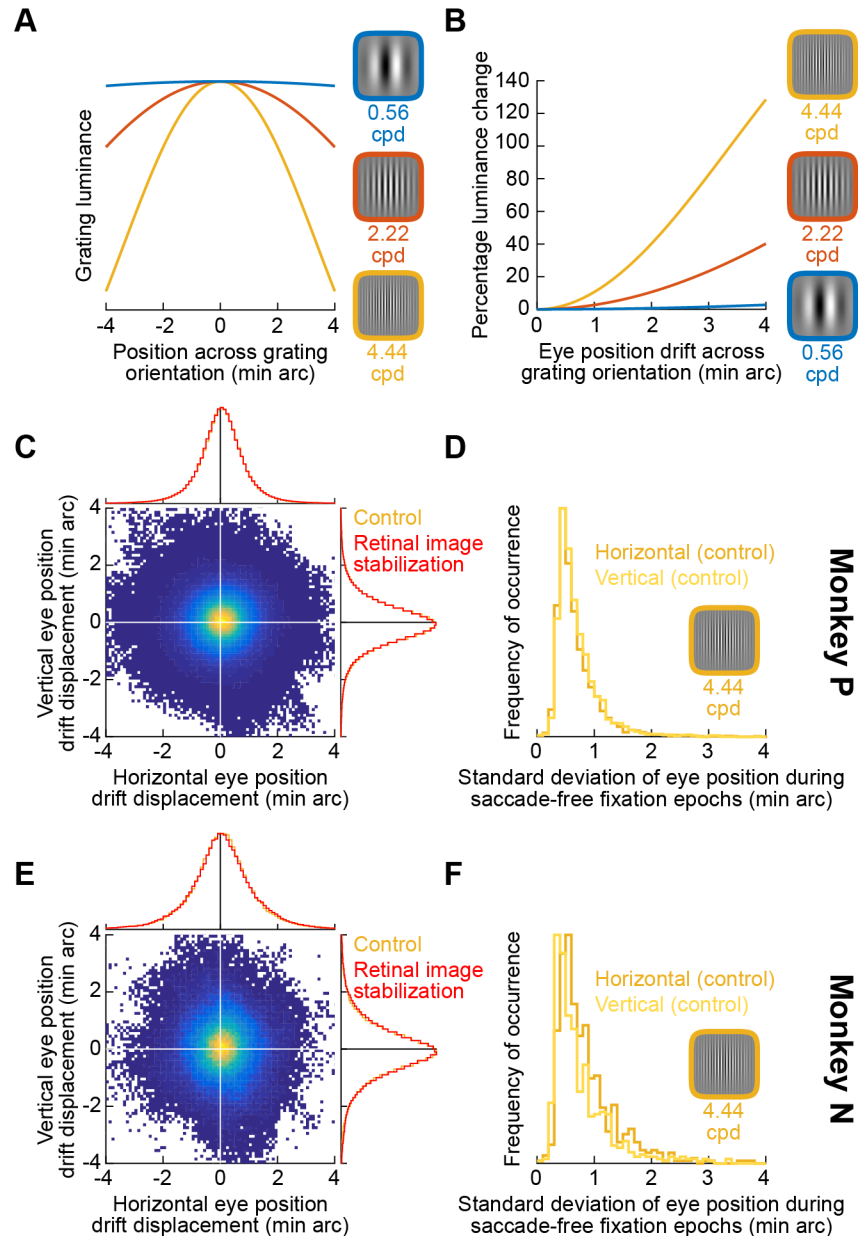 A
Grating luminance
-4
-2
0
2
4
Position across grating
orientation (min arc)
0.56
cpd
2.22
cpd
4.44
cpd
B
Percentage luminance change
140
120
100
80
60
40
20
0
0
1
2
3
4
Eye position drift across
grating orientation (min arc)
4.44
cpd
2.22
cpd
0.56
cpd
C
Vertical eye position
drift displacement (min arc)
4
2
0
-2
-4
-4
-2
0
2
4
Horizontal eye position
drift displacement (min arc)
Control
Retinal image
stabilization
D
Frequency of occurrence
Horizontal (control)
Vertical (control)
4.44
cpd
0
1
2
3
4
Standard deviation of eye position during
saccade-free fixation epochs (min arc)
Monkey P
E
Vertical eye position
drift displacement (min arc)
4
2
0
-2
-4
-4
-2
0
2
4
Horizontal eye position
drift displacement (min arc)
Control
Retinal image
stabilization
F
Frequency of occurrence
Horizontal (control)
Vertical (control)
4.44
cpd
0
1
2
3
4
Standard deviation of eye position during
saccade-free fixation epochs (min arc)
Monkey N